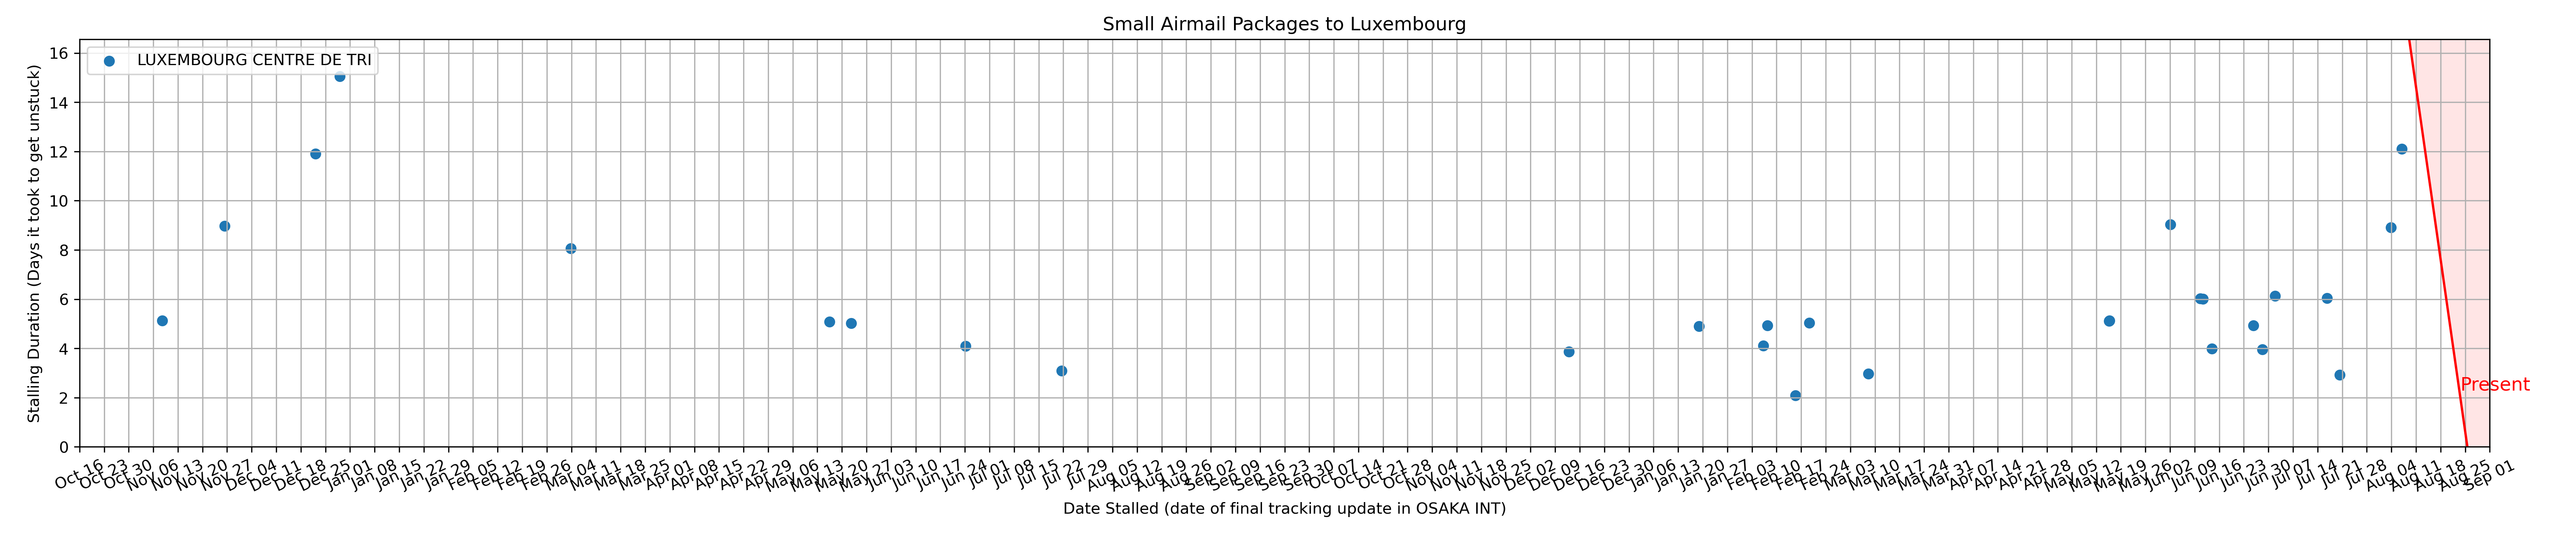 Small Airmail Packages to Luxembourg
LUXEMBOURG CENTRE DE TRI
Stalling Duration (Days it took to get unstuck)
16
14
12
10
8
6
4
2
0
Present
Oct 16
Oct 23
Oct 30
Nov 06
Nov 13
Nov 20
Nov 27
Dec 04
Dec 11
Dec 18
Dec 25
Jan 01
Jan 08
Jan 15
Jan 22
Jan 29
Feb 05
Feb 12
Feb 19
Feb 26
Mar 04
Mar 11
Mar 18
Mar 25
Apr 01
Apr 08
Apr 15
Apr 22
Apr 29
May 06
May 13
May 20
May 27
Jun 03
Jun 10
Jun 17
Jun 24
Jul 01
Jul 08
Jul 15
Jul 22
Jul 29
Aug 05
Aug 12
Aug 19
Aug 26
Sep 02
Sep 09
Sep 16
Sep 23
Sep 30
Oct 07
Oct 14
Oct 21
Oct 28
Nov 04
Nov 11
Nov 18
Nov 25
Dec 02
Dec 09
Dec 16
Dec 23
Dec 30
Jan 06
Jan 13
Jan 20
Jan 27
Feb 03
Feb 10
Feb 17
Feb 24
Mar 03
Mar 10
Mar 17
Mar 24
Mar 31
Apr 07
Apr 14
Apr 21
Apr 28
May 05
May 12
May 19
May 26
Jun 02
Jun 09
Jun 16
Jun 23
Jun 30
Jul 07
Jul 14
Jul 21
Jul 28
Aug 04
Aug 11
Aug 18
Aug 25
Sep 01
Date Stalled (date of final tracking update in OSAKA INT)